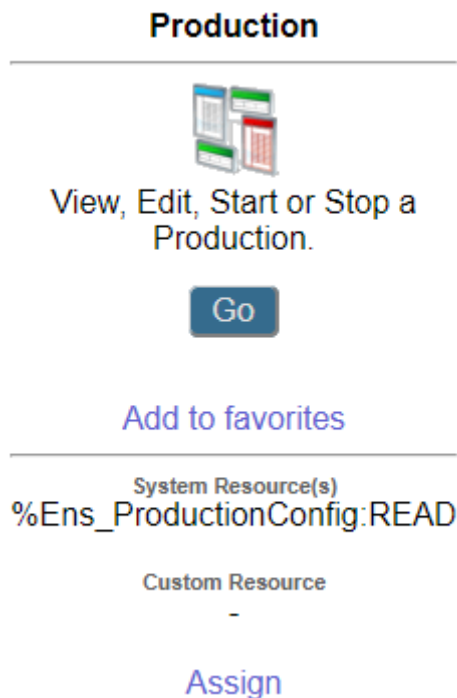 Production
View, Edit, Start or Stop a
Production.
Go
Add to favorites
System Resource(s)
%Ens_ProductionConfig:READ
Custom Resource
-
Assign